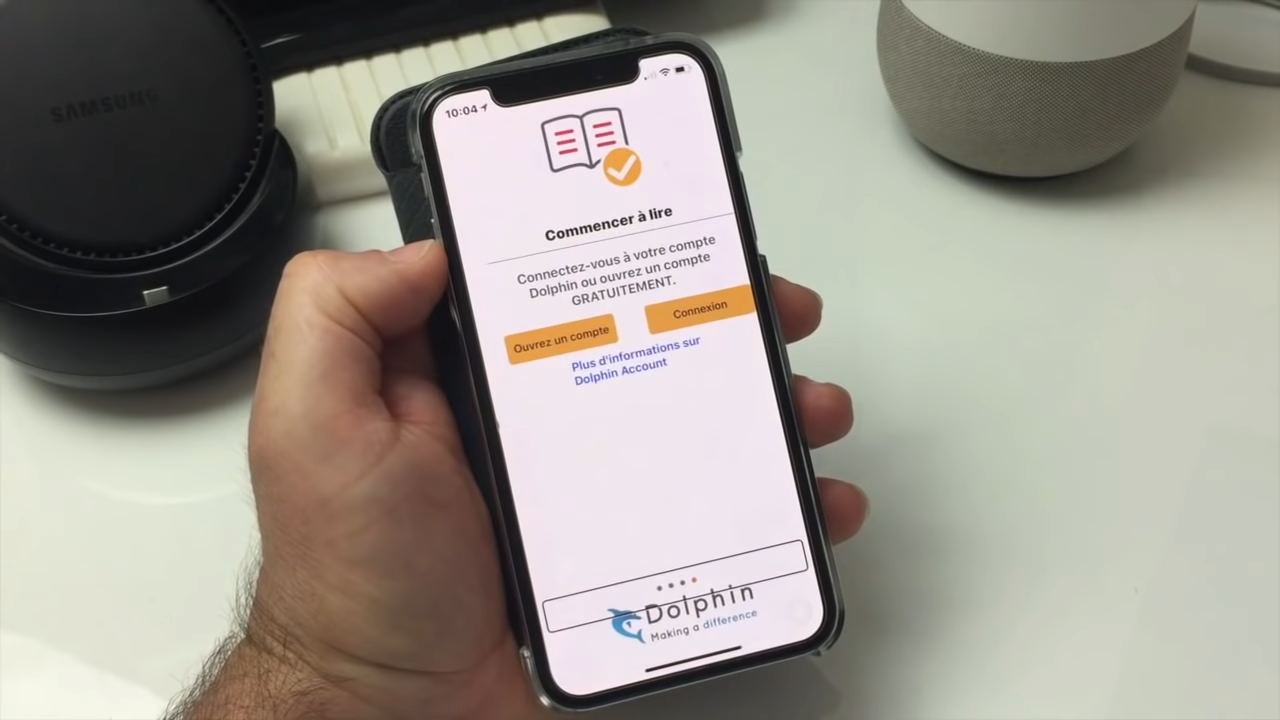 SAMSUNG
10:04
Commencer à lire
Connectez-vous à votre compte
Dolphin ou ouvrez un compte
GRATUITEMENT.
Ouvrez un compte
Connexion
Plus d'informations sur
Dolphin Account
Dolphin
Making a difference